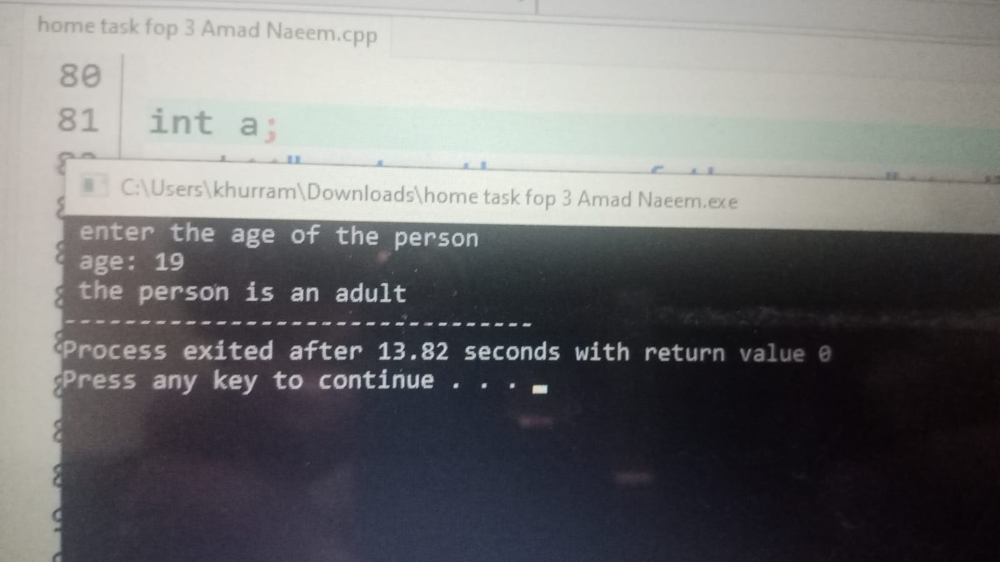 home task fop 3 Amad Naeem.cpp
80
81 int a;
C:\Users\khurram\Downloads\home task fop 3 Amad Naeem.exe
enter the age of the person
age: 19
the person is an adult
--------------------------------
Process exited after 13.82 seconds with return value 0
Press any key to continue . . .